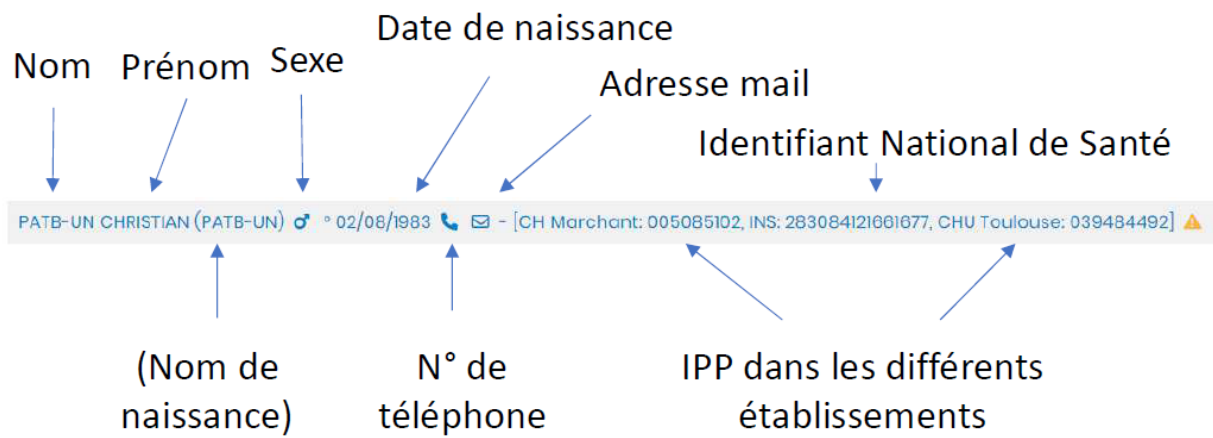 Date de naissance
Nom Prénom Sexe
Adresse mail
Identifiant National de Santé
PATB-UN CHRISTIAN (PATB-UN) ♂ ° 02/08/1983 - [CH Marchant: 005085102, INS: 283084121661677, CHU Toulouse: 039484492]
(Nom de
naissance)
N° de
téléphone
IPP dans les différents
établissements